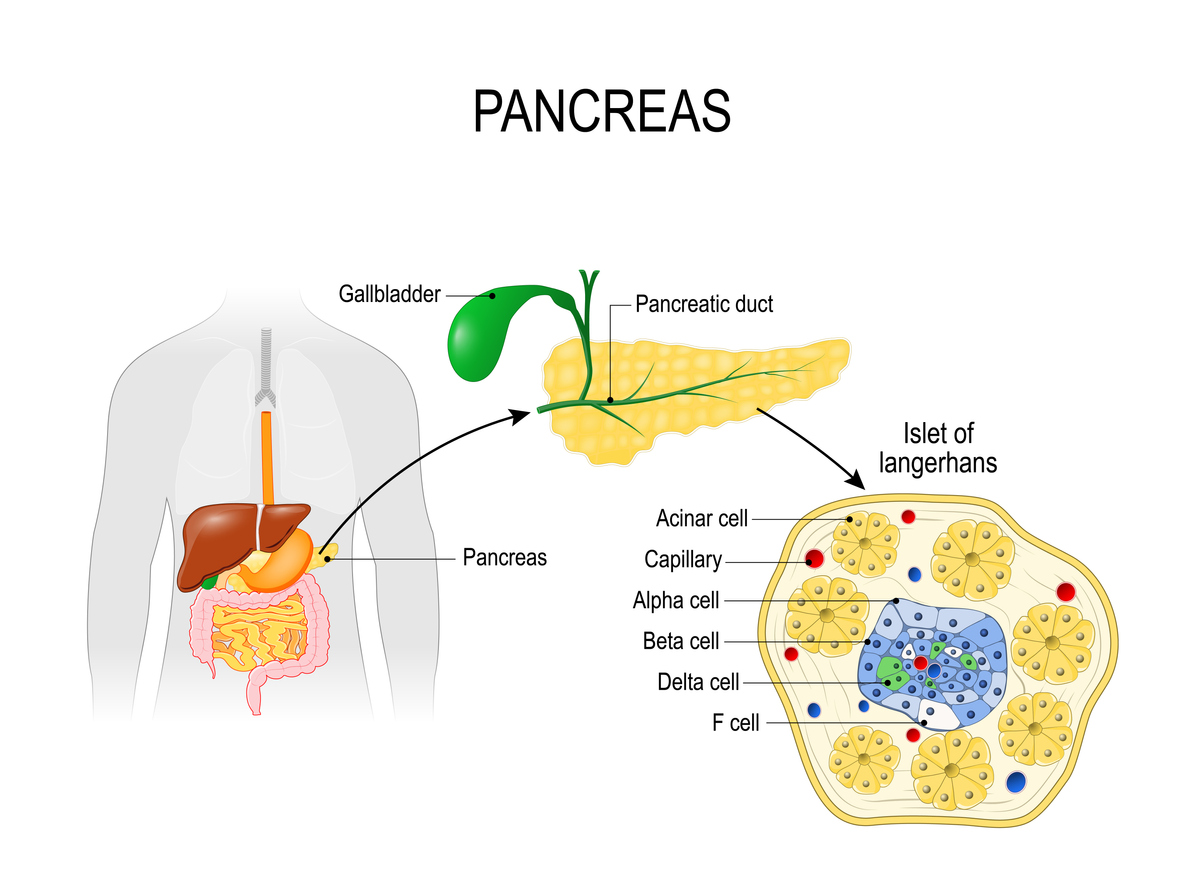 PANCREAS
Gallbladder
Pancreatic duct
Pancreas
Islet of
langerhans
Acinar cell
Capillary
Alpha cell
Beta cell
Delta cell
F cell